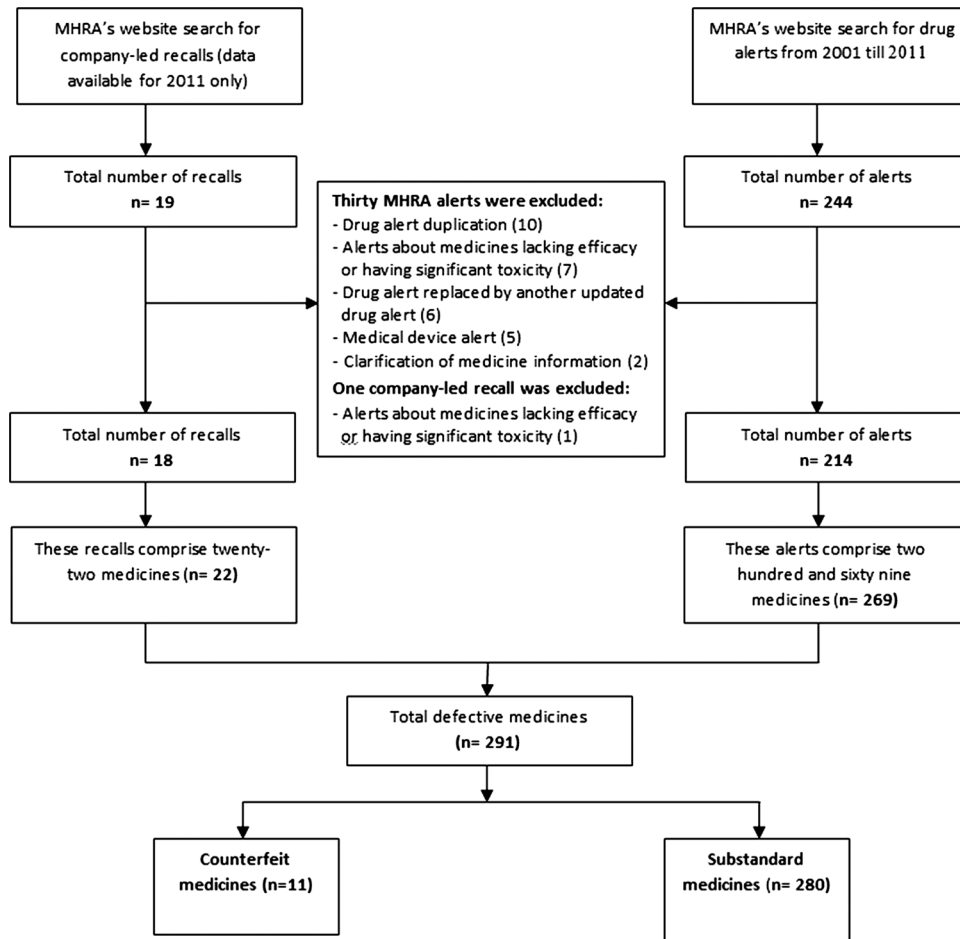 MHRA's website search for
company-led recalls (data
available for 2011 only)
MHRA's website search for drug
alerts from 2001 till 2011
Total number of recalls
n= 19
Total number of alerts
n= 244
Thirty MHRA alerts were excluded:
- Drug alert duplication (10)
- Alerts about medicines lacking efficacy
or having significant toxicity (7)
- Drug alert replaced by another updated
drug alert (6)
- Medical device alert (5)
- Clarification of medicine information (2)
One company-led recall was excluded:
- Alerts about medicines lacking efficacy
or having significant toxicity (1)
Total number of recalls
n= 18
Total number of alerts
n= 214
These recalls comprise twenty-
two medicines (n= 22)
These alerts comprise two
hundred and sixty nine
medicines (n= 269)
Total defective medicines
(n= 291)
Counterfeit
medicines (n=11)
Substandard
medicines (n= 280)